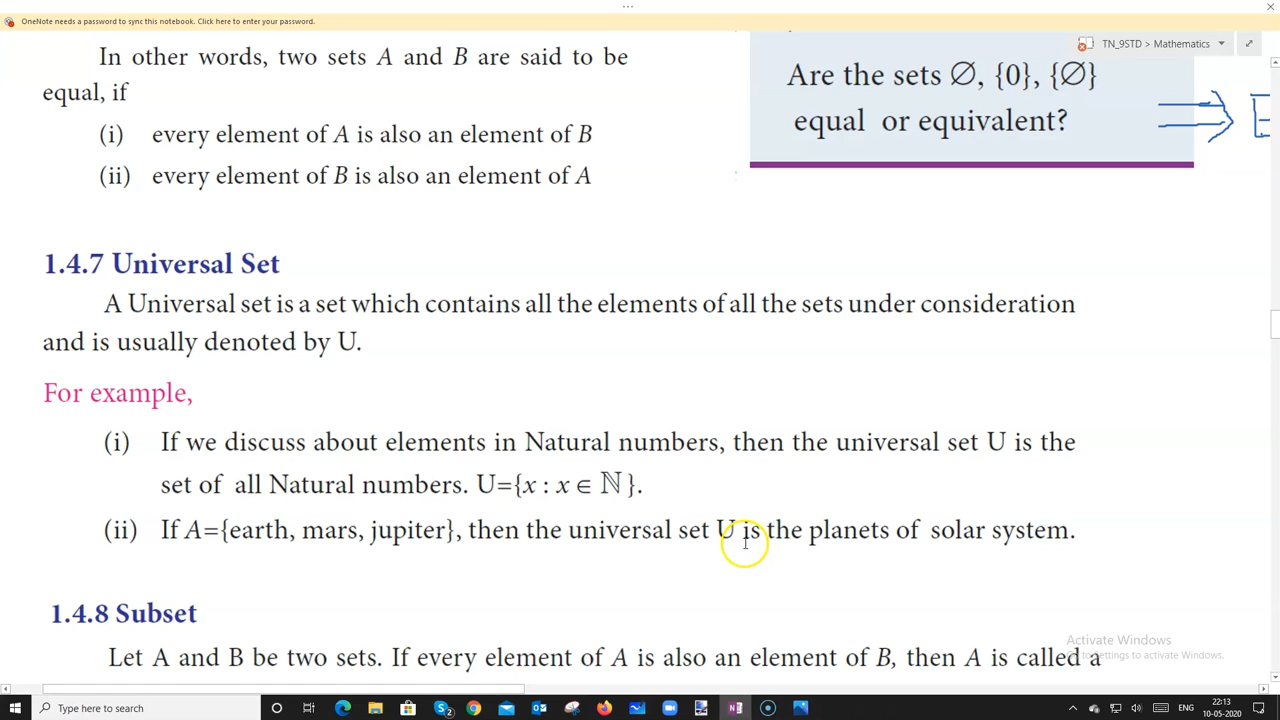 OneNote needs a password to sync this notebook. Click here to enter your password.
TN_9STD > Mathematics
In other words, two sets A and B are said to be
equal, if
(i) every element of A is also an element of B
(ii) every element of B is also an element of A
Are the sets ∅, {0}, {∅}
equal or equivalent?
1.4.7 Universal Set
A Universal set is a set which contains all the elements of all the sets under consideration
and is usually denoted by U.
For example,
(i) If we discuss about elements in Natural numbers, then the universal set U is the
set of all Natural numbers. U={x : x ∈ ℕ}.
(ii) If A={earth, mars, jupiter}, then the universal set U is the planets of solar system.
1.4.8 Subset
Let A and B be two sets. If every element of A is also an element of B, then A is called a
Activate Windows
Go to Settings to activate Windows.
Type here to search
ENG
22:13
10-05-2020